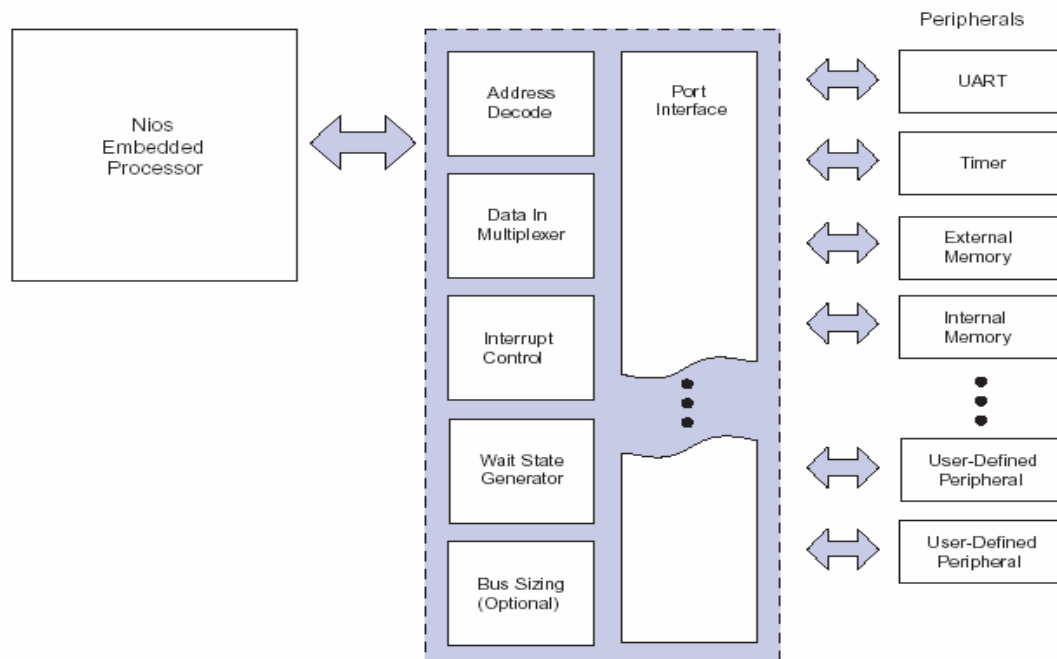 Peripherals
Nios
Embedded
Processor
Address
Decode
Data In
Multiplexer
Interrupt
Control
Wait State
Generator
Bus Sizing
(Optional)
Port
Interface
UART
Timer
External
Memory
Internal
Memory
User-Defined
Peripheral
User-Defined
Peripheral